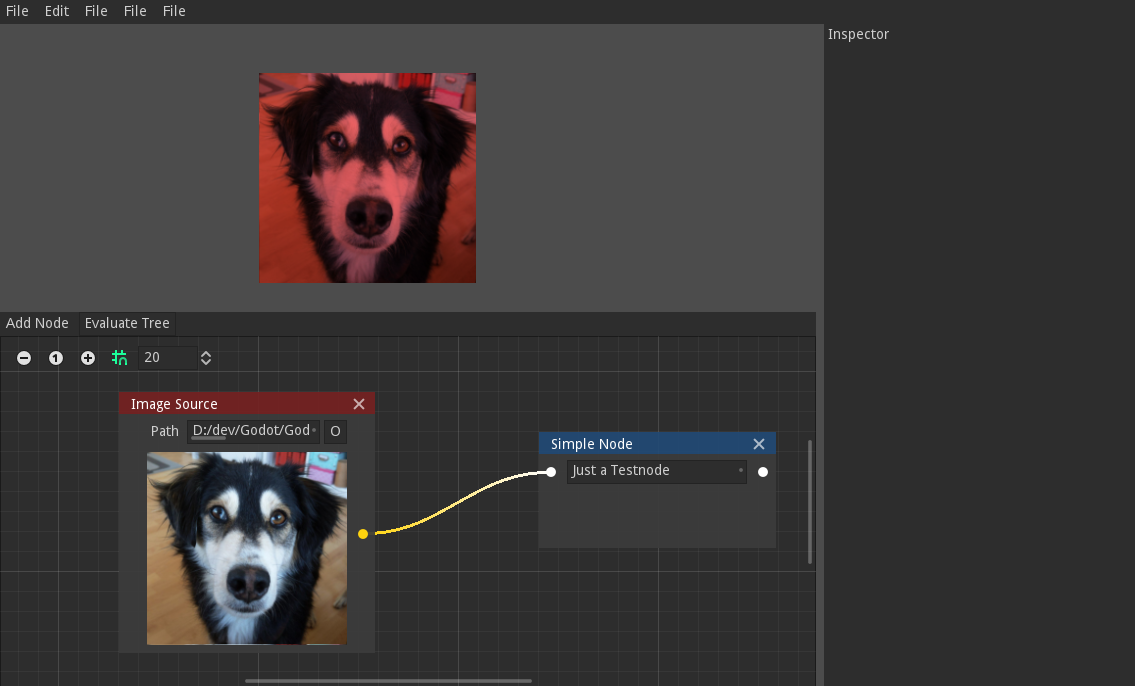 File Edit File File File
Inspector
Add Node Evaluate Tree
1 20
Image Source
Path D:/dev/Godot/God O
Simple Node
Just a Testnode